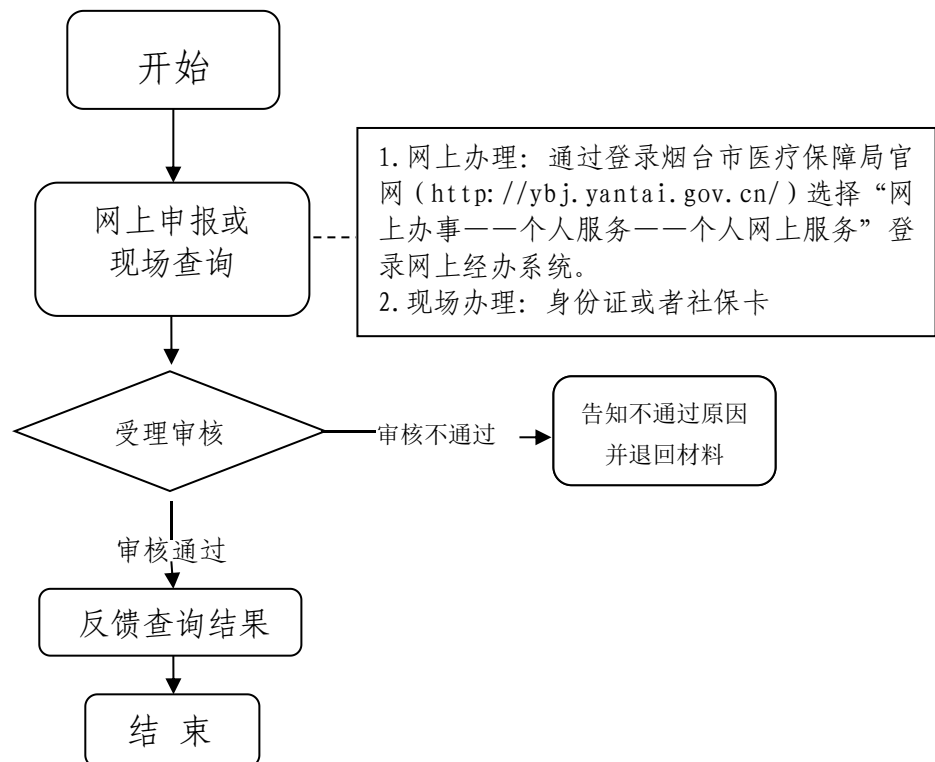 开始
网上申报或
现场查询
1.网上办理：通过登录烟台市医疗保障局官
网（http://ybj.yantai.gov.cn/）选择“网
上办事——个人服务——个人网上服务”登
录网上经办系统。
2.现场办理：身份证或者社保卡
受理审核
审核不通过
告知不通过原因
并退回材料
审核通过
反馈查询结果
结 束